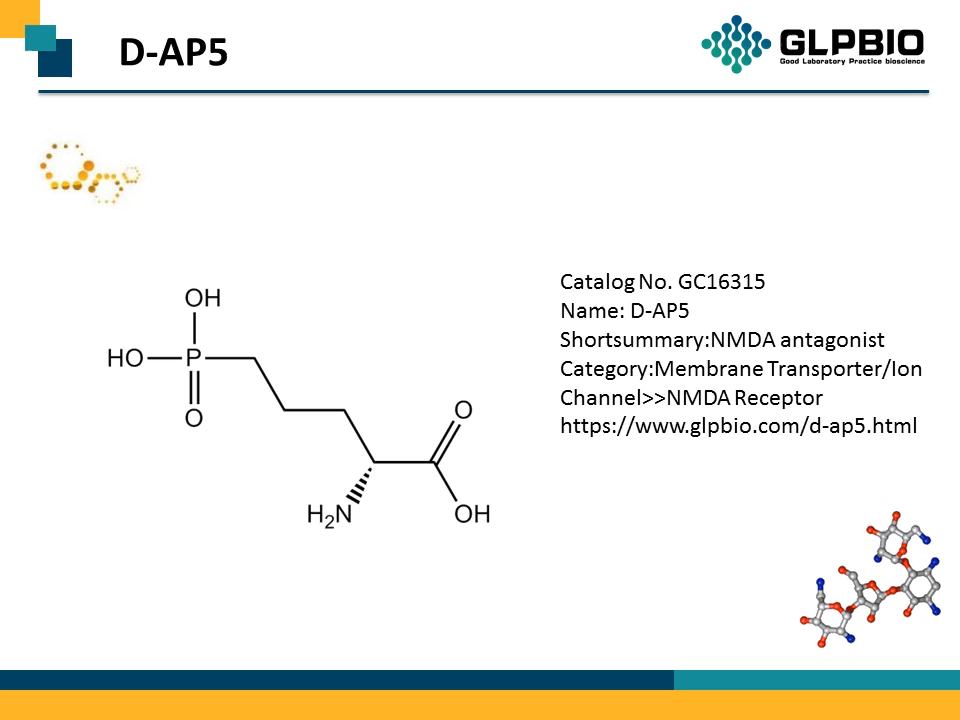 D-AP5
GLPBIO
Good Laboratory Practice bioscience
Catalog No. GC16315
Name: D-AP5
Shortsummary:NMDA antagonist
Category:Membrane Transporter/Ion
Channel>>NMDA Receptor
https://www.glpbio.com/d-ap5.html
OH
HO P
O
O
H2N
OH